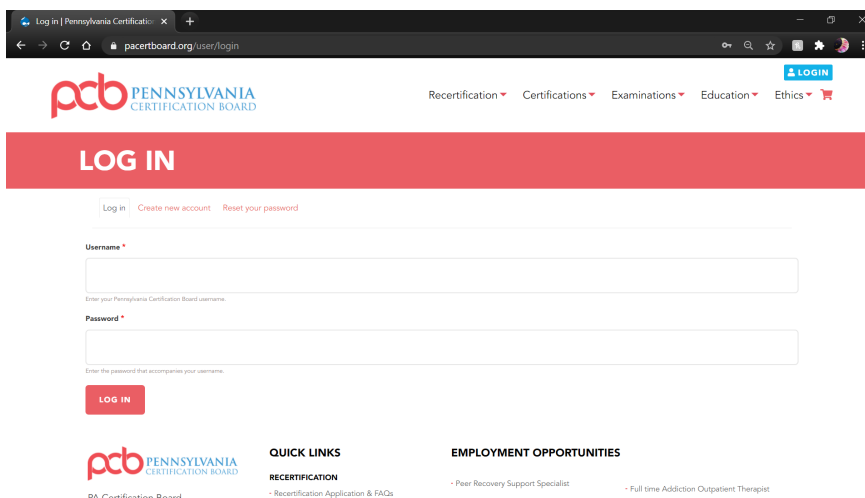 Log in | Pennsylvania Certification
pacertboard.org/user/login
LOGIN
pcb PENNSYLVANIA
CERTIFICATION BOARD
Recertification Certifications Examinations Education Ethics
LOG IN
Log in Create new account Reset your password
Username *
Enter your Pennsylvania Certification Board username.
Password *
Enter the password that accompanies your username.
LOG IN
pcb PENNSYLVANIA
CERTIFICATION BOARD
PA Certification Board
QUICK LINKS
RECERTIFICATION
- Recertification Application & FAQs
EMPLOYMENT OPPORTUNITIES
- Peer Recovery Support Specialist
- Full time Addiction Outpatient Therapist